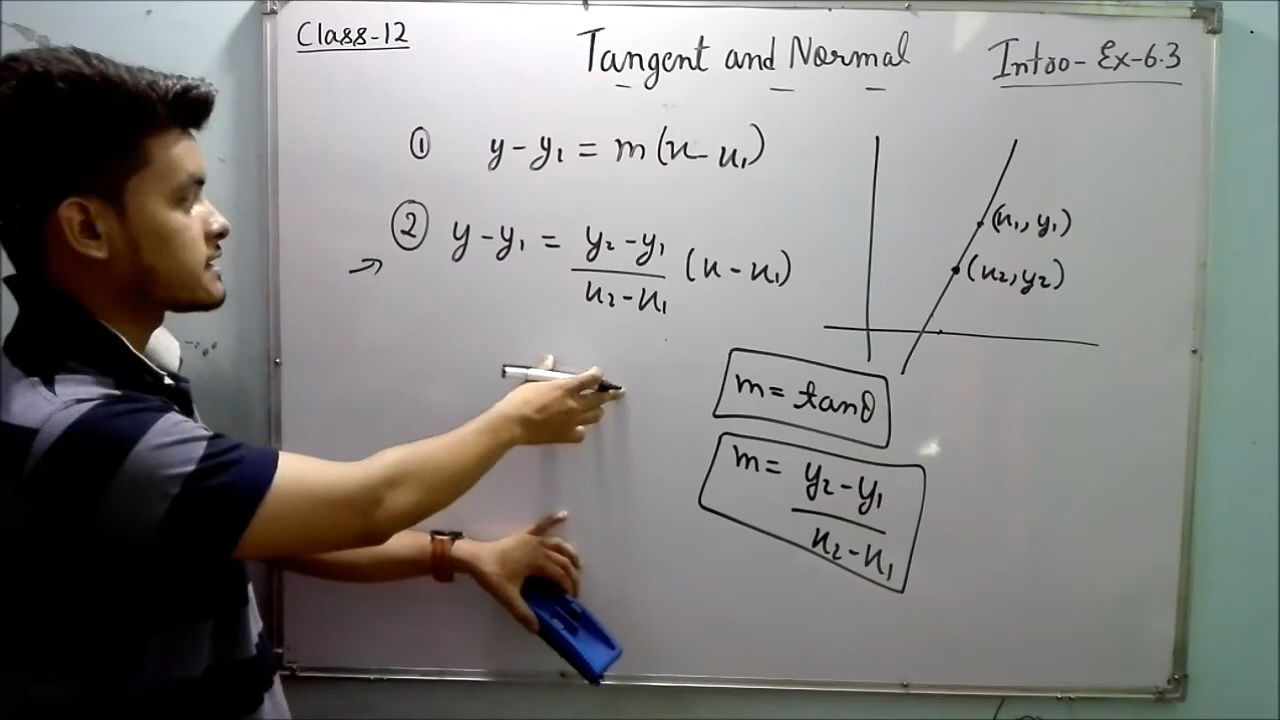 Class-12
Tangent and Normal
Intro- Ex-6.3
① y-y₁ = m(x-x₁)
② y-y₁ = y₂-y₁/x₂-x₁ (x-x₁)
(x₁, y₁)
(x₂, y₂)
m = tanθ
m = y₂-y₁/x₂-x₁